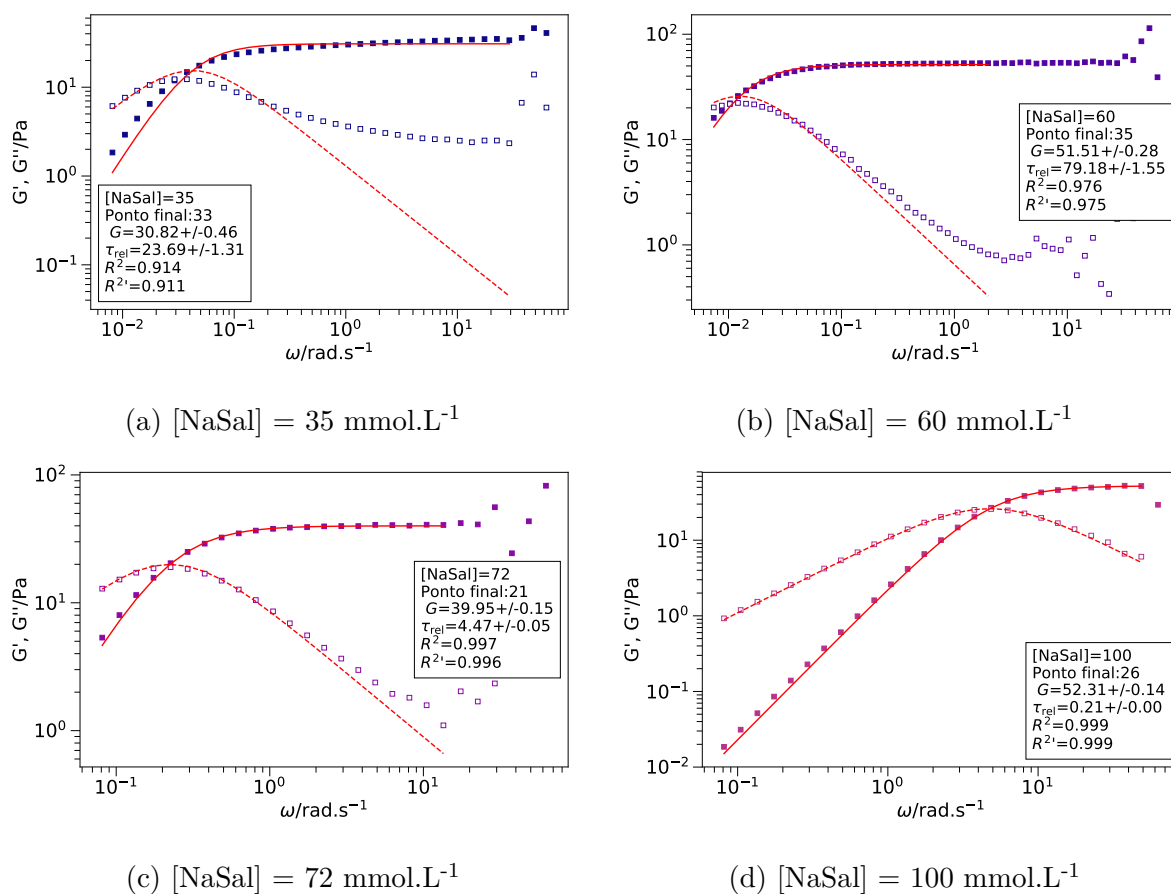 10²
10¹
10⁰
10⁻¹
G', G''/Pa
[NaSal]=35
Ponto final:33
G=30.82+/-0.46
τrel=23.69+/-1.31
R²=0.914
R²'=0.911
10⁻² 10⁻¹ 10⁰ 10¹
ω/rad.s⁻¹
(a) [NaSal] = 35 mmol.L⁻¹
10²
10¹
10⁰
G', G''/Pa
[NaSal]=60
Ponto final:35
G=51.51+/-0.28
τrel=79.18+/-1.55
R²=0.976
R²'=0.975
10⁻² 10⁻¹ 10⁰ 10¹
ω/rad.s⁻¹
(b) [NaSal] = 60 mmol.L⁻¹
10²
10¹
10⁰
G', G''/Pa
[NaSal]=72
Ponto final:21
G=39.95+/-0.15
τrel=4.47+/-0.05
R²=0.997
R²'=0.996
10⁻¹ 10⁰ 10¹
ω/rad.s⁻¹
(c) [NaSal] = 72 mmol.L⁻¹
10¹
10⁰
10⁻¹
10⁻²
G', G''/Pa
[NaSal]=100
Ponto final:26
G=52.31+/-0.14
τrel=0.21+/-0.00
R²=0.999
R²'=0.999
10⁻¹ 10⁰ 10¹
ω/rad.s⁻¹
(d) [NaSal] = 100 mmol.L⁻¹